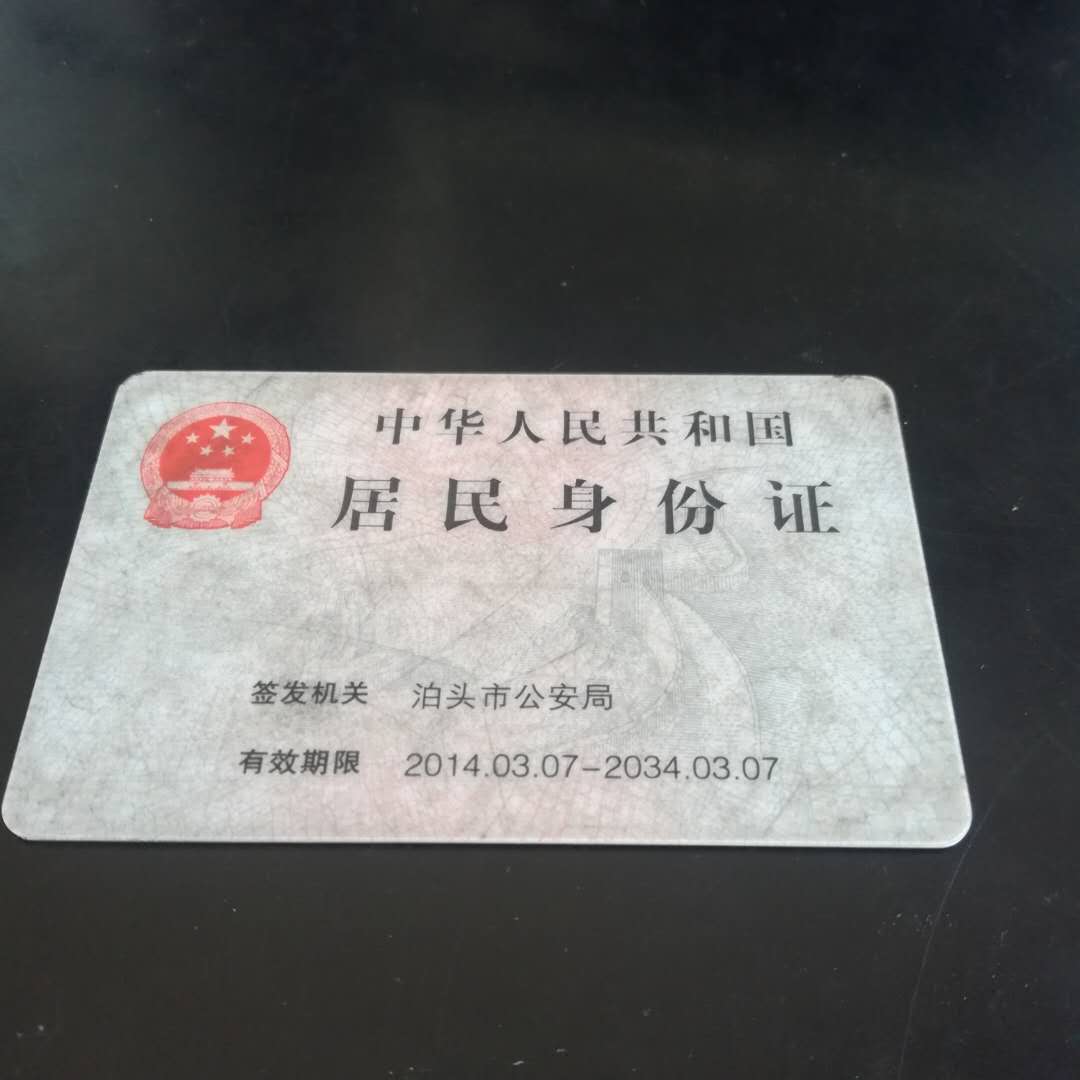 中华人民共和国
居民身份证
签发机关 泊头市公安局
有效期限 2014.03.07-2034.03.07